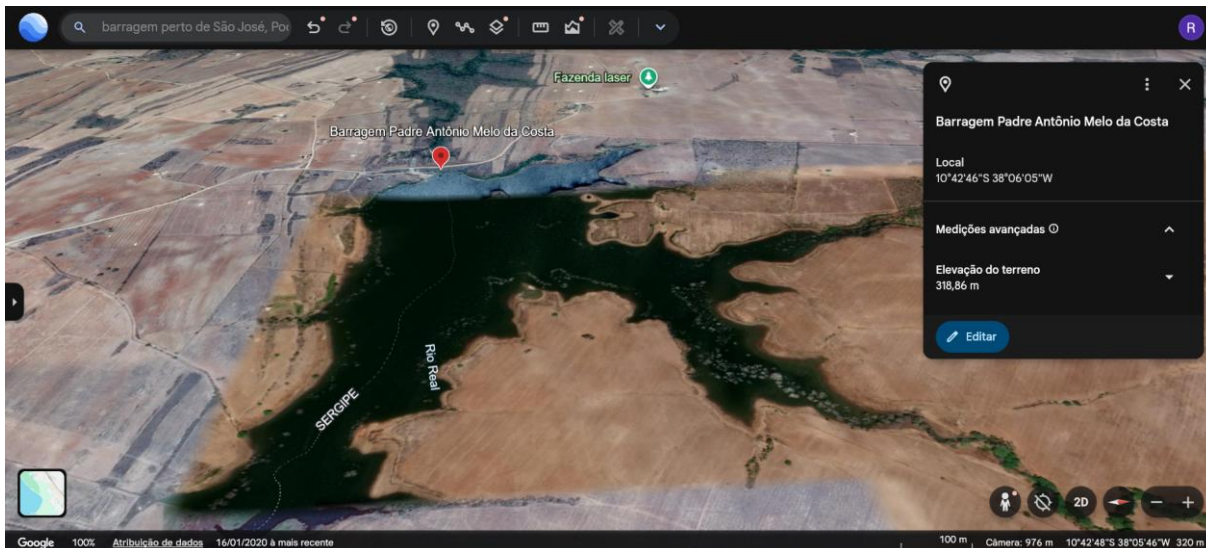 barragem perto de São José, Poç
R
Fazenda laser
Barragem Padre Antônio Melo da Costa
Rio Real
SERGIPE
Barragem Padre Antônio Melo da Costa
Local
10°42'46"S 38°06'05"W
Medições avançadas
Elevação do terreno
318,86 m
Editar
2D
Google 100% Atribuição de dados 16/01/2020 à mais recente
100 m Câmera: 976 m 10°42'48"S 38°05'46"W 320 m